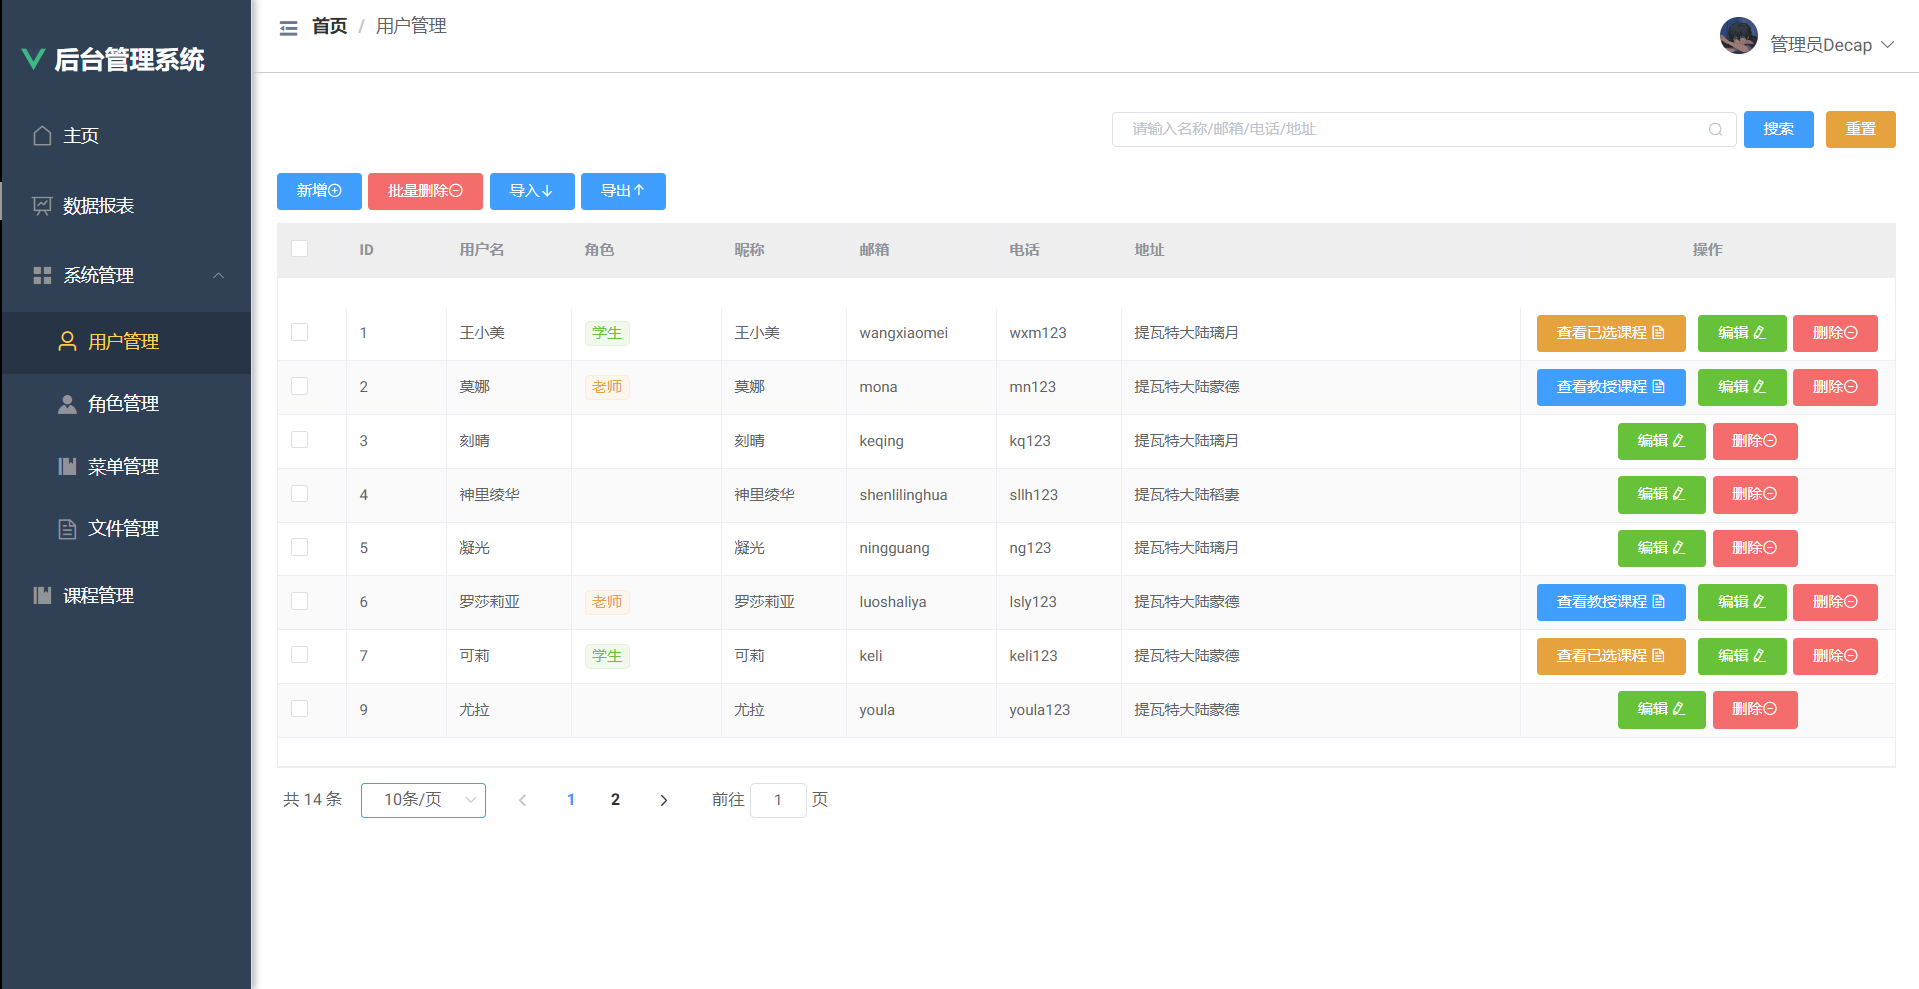 后台管理系统
主页
数据报表
系统管理
用户管理
角色管理
菜单管理
文件管理
课程管理
首页 / 用户管理
管理员Decap
请输入名称/邮箱/电话/地址 搜索 重置
新增 批量删除 导入 导出
ID 用户名 角色 昵称 邮箱 电话 地址 操作
1 王小美 学生 王小美 wangxiaomei wxm123 提瓦特大陆璃月 查看已选课程 编辑 删除
2 莫娜 老师 莫娜 mona mn123 提瓦特大陆蒙德 查看教授课程 编辑 删除
3 刻晴 刻晴 keqing kq123 提瓦特大陆璃月 编辑 删除
4 神里绫华 神里绫华 shenlilinghua sllh123 提瓦特大陆稻妻 编辑 删除
5 凝光 凝光 ningguang ng123 提瓦特大陆璃月 编辑 删除
6 罗莎莉亚 老师 罗莎莉亚 luoshaliya lsly123 提瓦特大陆蒙德 查看教授课程 编辑 删除
7 可莉 学生 可莉 keli keli123 提瓦特大陆蒙德 查看已选课程 编辑 删除
9 尤拉 尤拉 youla youla123 提瓦特大陆蒙德 编辑 删除
共 14 条 10条/页 1 2 前往 1 页